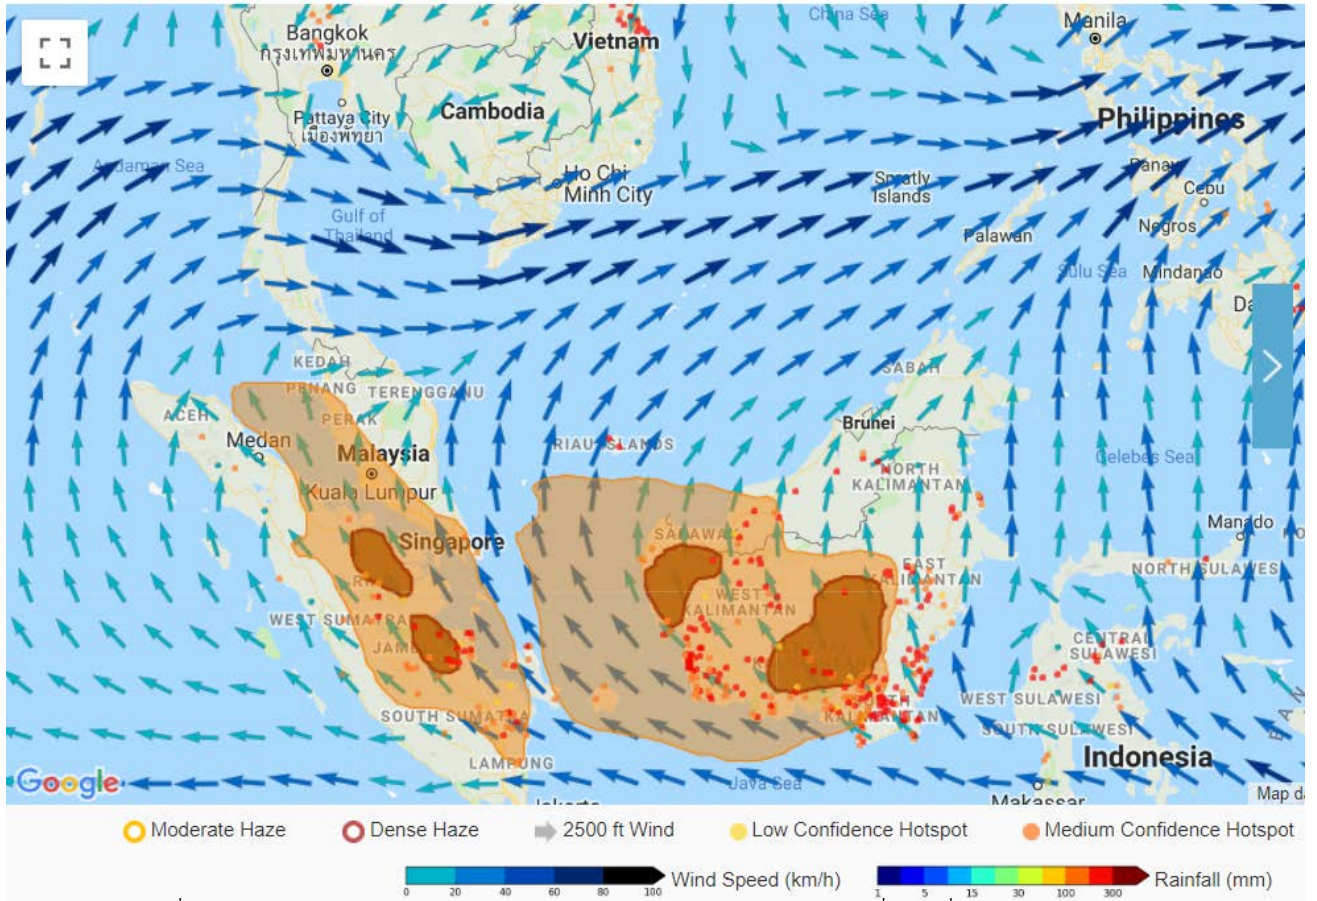 China Sea
Manila
Bangkok
กรุงเทพมหานคร
Vietnam
Cambodia
Pattaya City
เมืองพัทยา
Philippines
Andaman Sea
Ho Chi
Minh City
Spratly
Islands
Panay
Cebu
Gulf of
Thailand
Negros
Palawan
Sulu Sea
Mindanao
Da
KEDAH
PENANG
TERENGGANU
SABAH
ACEH
PERAK
Brunei
Medan
Malaysia
RIAU ISLANDS
Celebes Sea
NORTH
KALIMANTAN
Kuala Lumpur
Manado
Singapore
SARAWAK
NORTH SULAWESI
EAST
KALIMANTAN
WEST
KALIMANTAN
WEST SUMATRA
CENTRAL
SULAWESI
JAMBI
WEST SULAWESI
SOUTH SUMATRA
KALIMANTAN
SOUTH SULAWESI
LAMPUNG
Indonesia
Google
Java Sea
Jakarta
Makassar
Map da
Moderate Haze
Dense Haze
2500 ft Wind
Low Confidence Hotspot
Medium Confidence Hotspot
0 20 40 60 80 100
Wind Speed (km/h)
1 5 15 30 100 300
Rainfall (mm)